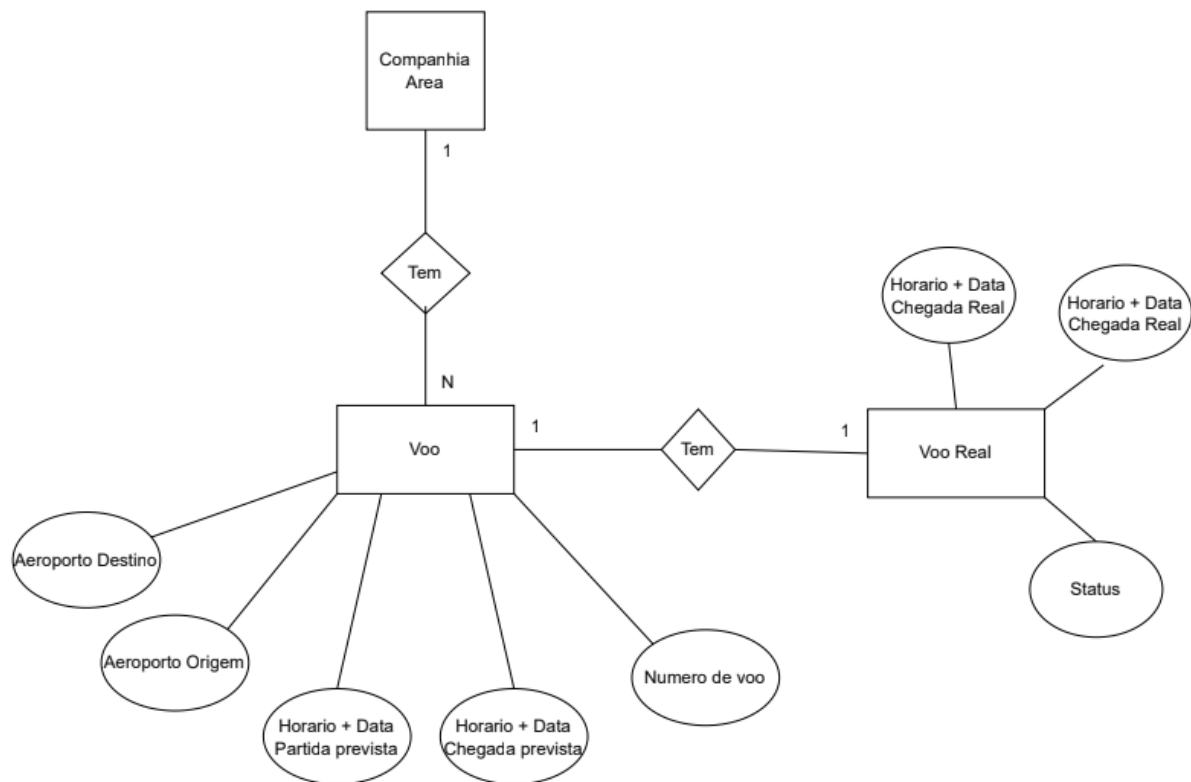 Companhia
Area
1
Tem
N
Voo
1
Tem
1
Voo Real
Horario + Data
Chegada Real
Horario + Data
Chegada Real
Status
Aeroporto Destino
Aeroporto Origem
Horario + Data
Partida prevista
Horario + Data
Chegada prevista
Numero de voo